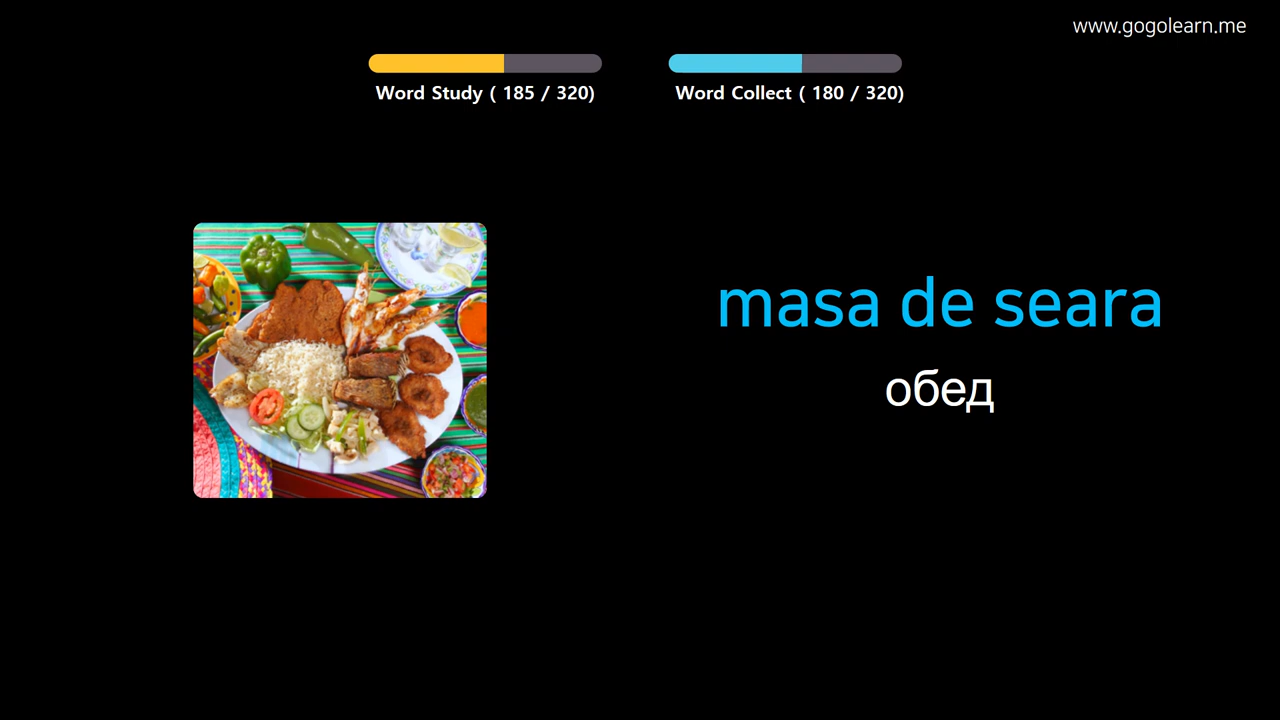 www.gogolearn.me
Word Study ( 185 / 320)
Word Collect ( 180 / 320)
masa de seara
обед